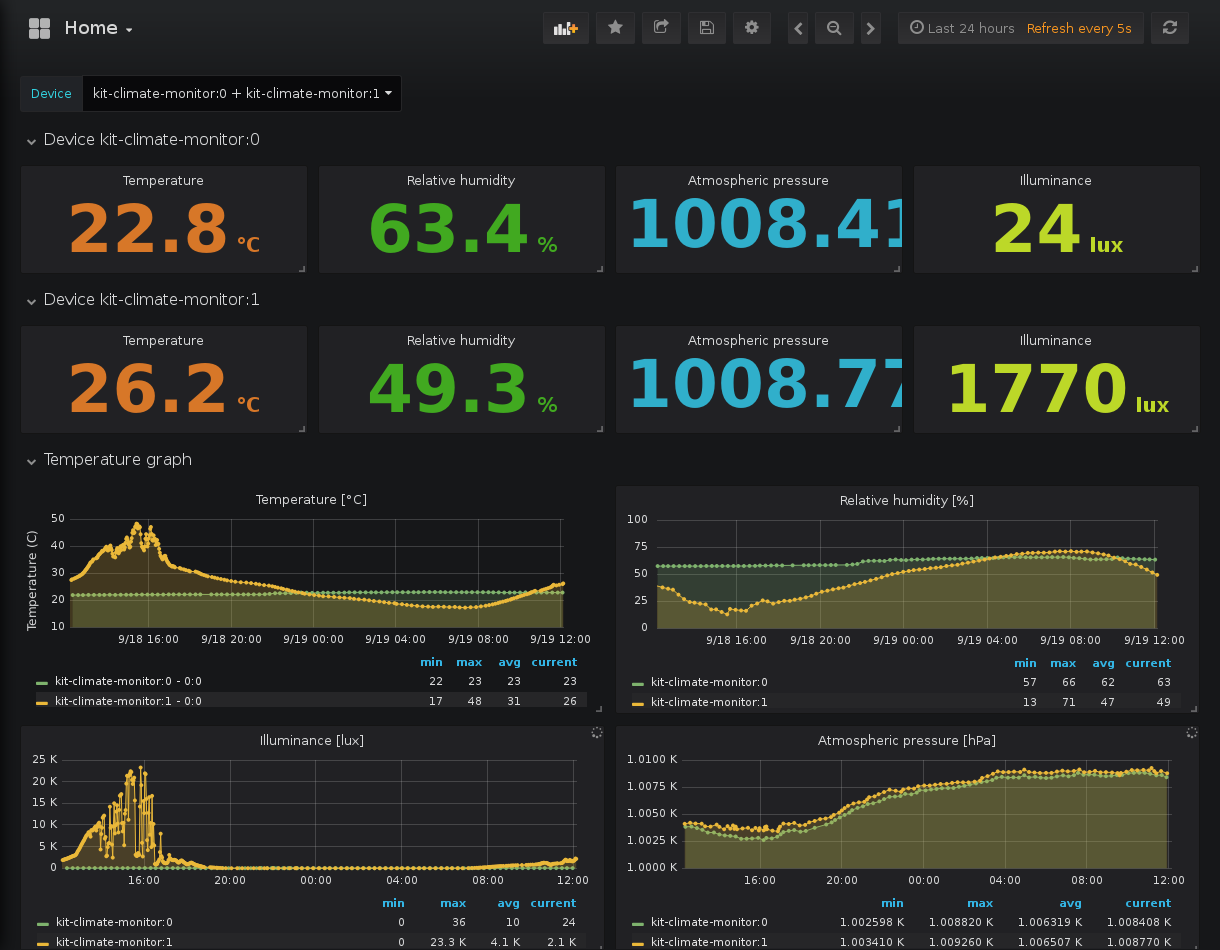 Home
Last 24 hours Refresh every 5s
Device kit-climate-monitor:0 + kit-climate-monitor:1
Device kit-climate-monitor:0
Temperature Relative humidity Atmospheric pressure Illuminance
22.8 °C 63.4 % 1008.41 24 lux
Device kit-climate-monitor:1
Temperature Relative humidity Atmospheric pressure Illuminance
26.2 °C 49.3 % 1008.77 1770 lux
Temperature graph
Temperature [°C]
Temperature (C)
50
40
30
20
10
9/18 16:00 9/18 20:00 9/19 00:00 9/19 04:00 9/19 08:00 9/19 12:00
min max avg current
kit-climate-monitor:0 - 0:0 22 23 23 23
kit-climate-monitor:1 - 0:0 17 48 31 26
Relative humidity [%]
100
75
50
25
0
9/18 16:00 9/18 20:00 9/19 00:00 9/19 04:00 9/19 08:00 9/19 12:00
min max avg current
kit-climate-monitor:0 57 66 62 63
kit-climate-monitor:1 13 71 47 49
Illuminance [lux]
25 K
20 K
15 K
10 K
5 K
0
16:00 20:00 00:00 04:00 08:00 12:00
min max avg current
kit-climate-monitor:0 0 36 10 24
kit-climate-monitor:1 0 23.3 K 4.1 K 2.1 K
Atmospheric pressure [hPa]
1.0100 K
1.0075 K
1.0050 K
1.0025 K
1.0000 K
16:00 20:00 00:00 04:00 08:00 12:00
min max avg current
kit-climate-monitor:0 1.002598 K 1.008820 K 1.006319 K 1.008408 K
kit-climate-monitor:1 1.003410 K 1.009260 K 1.006507 K 1.008770 K